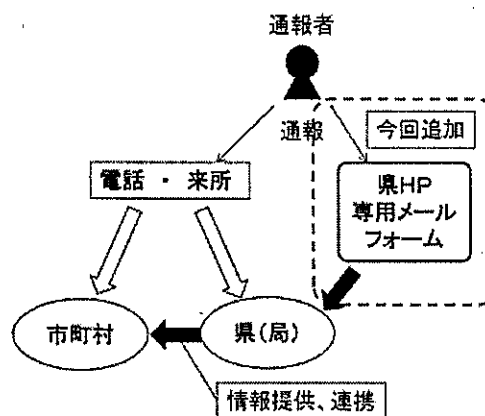 通報者
通報
今回追加
電話 ・ 来所
県HP
専用メール
フォーム
市町村
県(局)
情報提供、連携